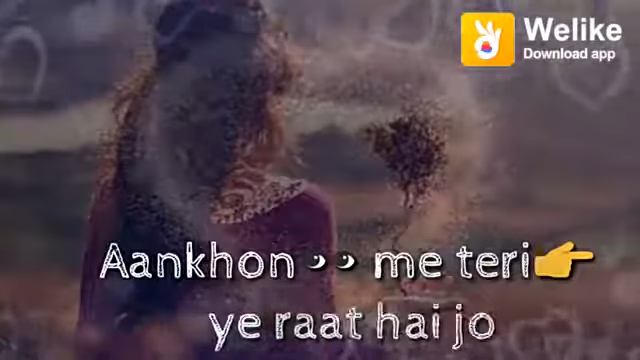 Welike
Download app
Aankhon 👀 me teri👉
ye raat hai jo